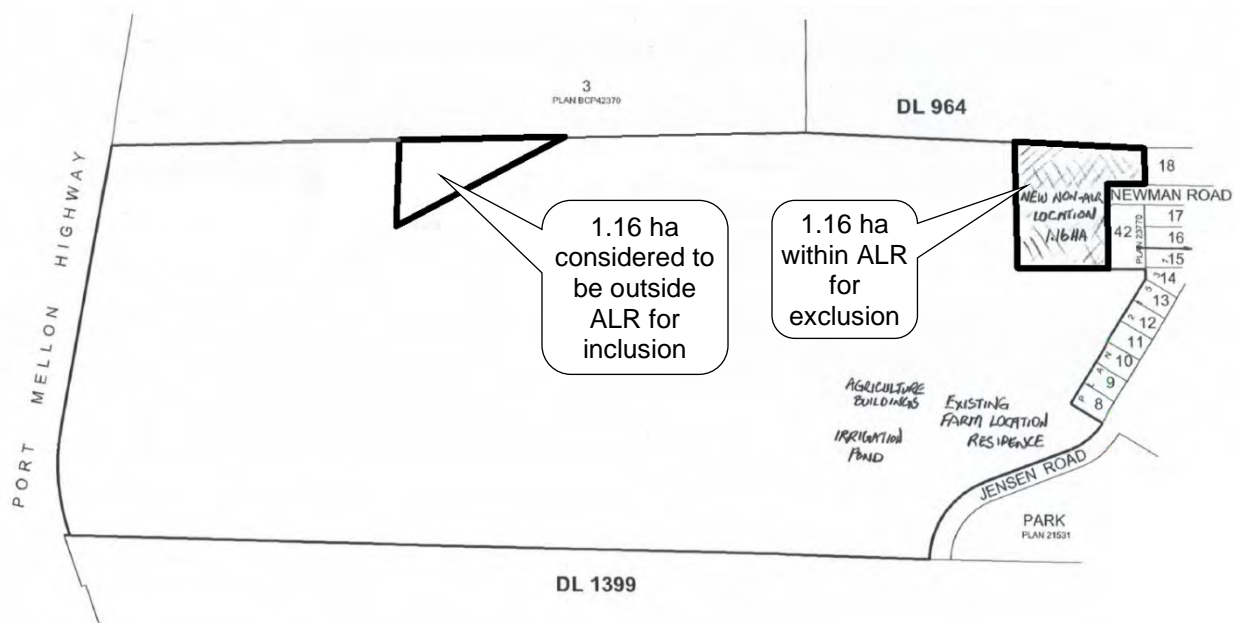 3
PLAN BCP42370
DL 964
PORT MELLON HIGHWAY
18
NEWMAN ROAD
NEW NON-ALR
LOCATION
1.16HA
42
PLAN 23770
17
16
15
14
13
12
11
10
9
8
PLAN
1.16 ha
considered to
be outside
ALR for
inclusion
1.16 ha
within ALR
for
exclusion
AGRICULTURE
BUILDINGS
EXISTING
FARM LOCATION
RESIDENCE
IRRIGATION
POND
JENSEN ROAD
PARK
PLAN 21531
DL 1399